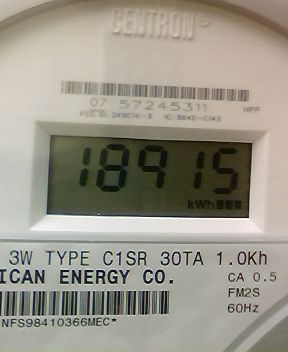 CENTRON®
07 57245311 HPP
18915
kWh
3W TYPE C1SR 30TA 1.0Kh
ICAN ENERGY CO. CA 0.5
FM2S
60Hz
NFS98410366MEC*